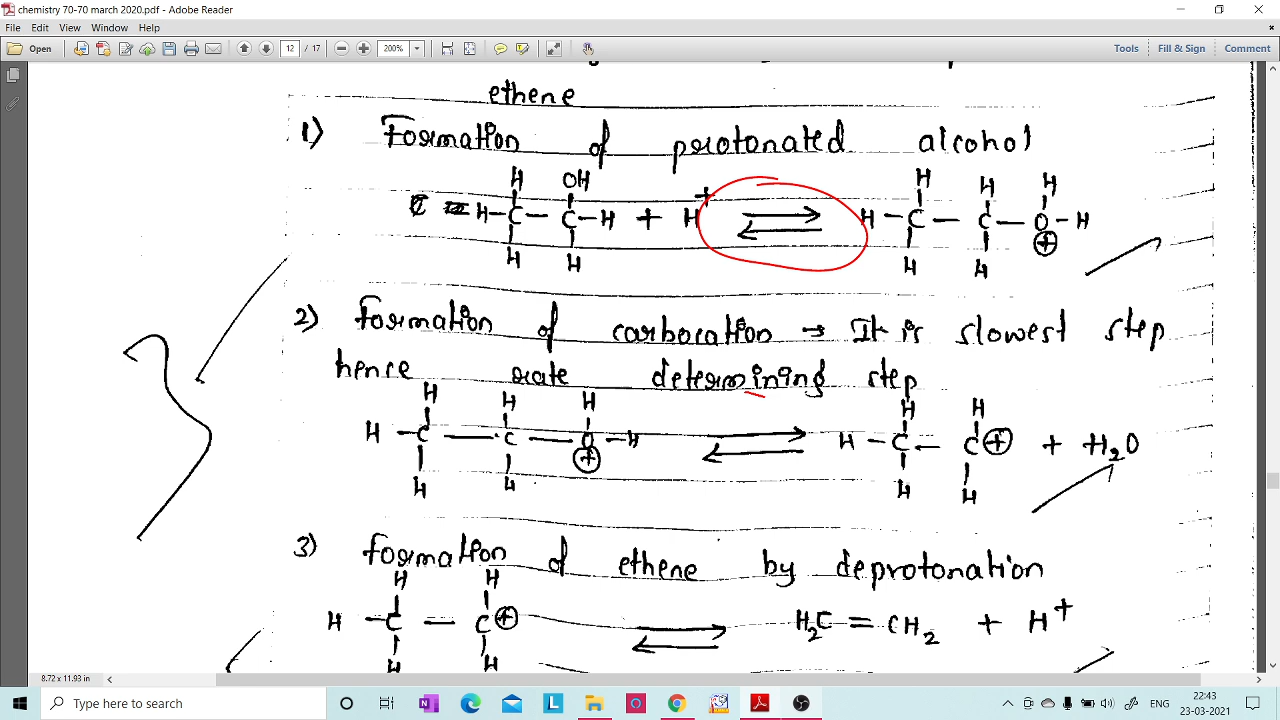 chemistry 70-70 march 2020.pdf - Adobe Reader
File Edit View Window Help
Open 12 / 17 200% Tools Fill & Sign Comment
ethene
1) Formation of protonated alcohol
H OH H H H
H-C-C-H + H+ ⇌ H-C-C-O-H
H H H H ⊕
2) Formation of carbocation → It is slowest step
hence rate determining step
H H H H H
H-C-C-O-H ⇌ H-C-C⊕ + H2O
H H ⊕ H H
3) formation of ethene by deprotonation
H H
H-C-C⊕ ⇌ H2C = CH2 + H+
H H
8.72 x 11.93 in
Type here to search
ENG
22:43
23-03-2021